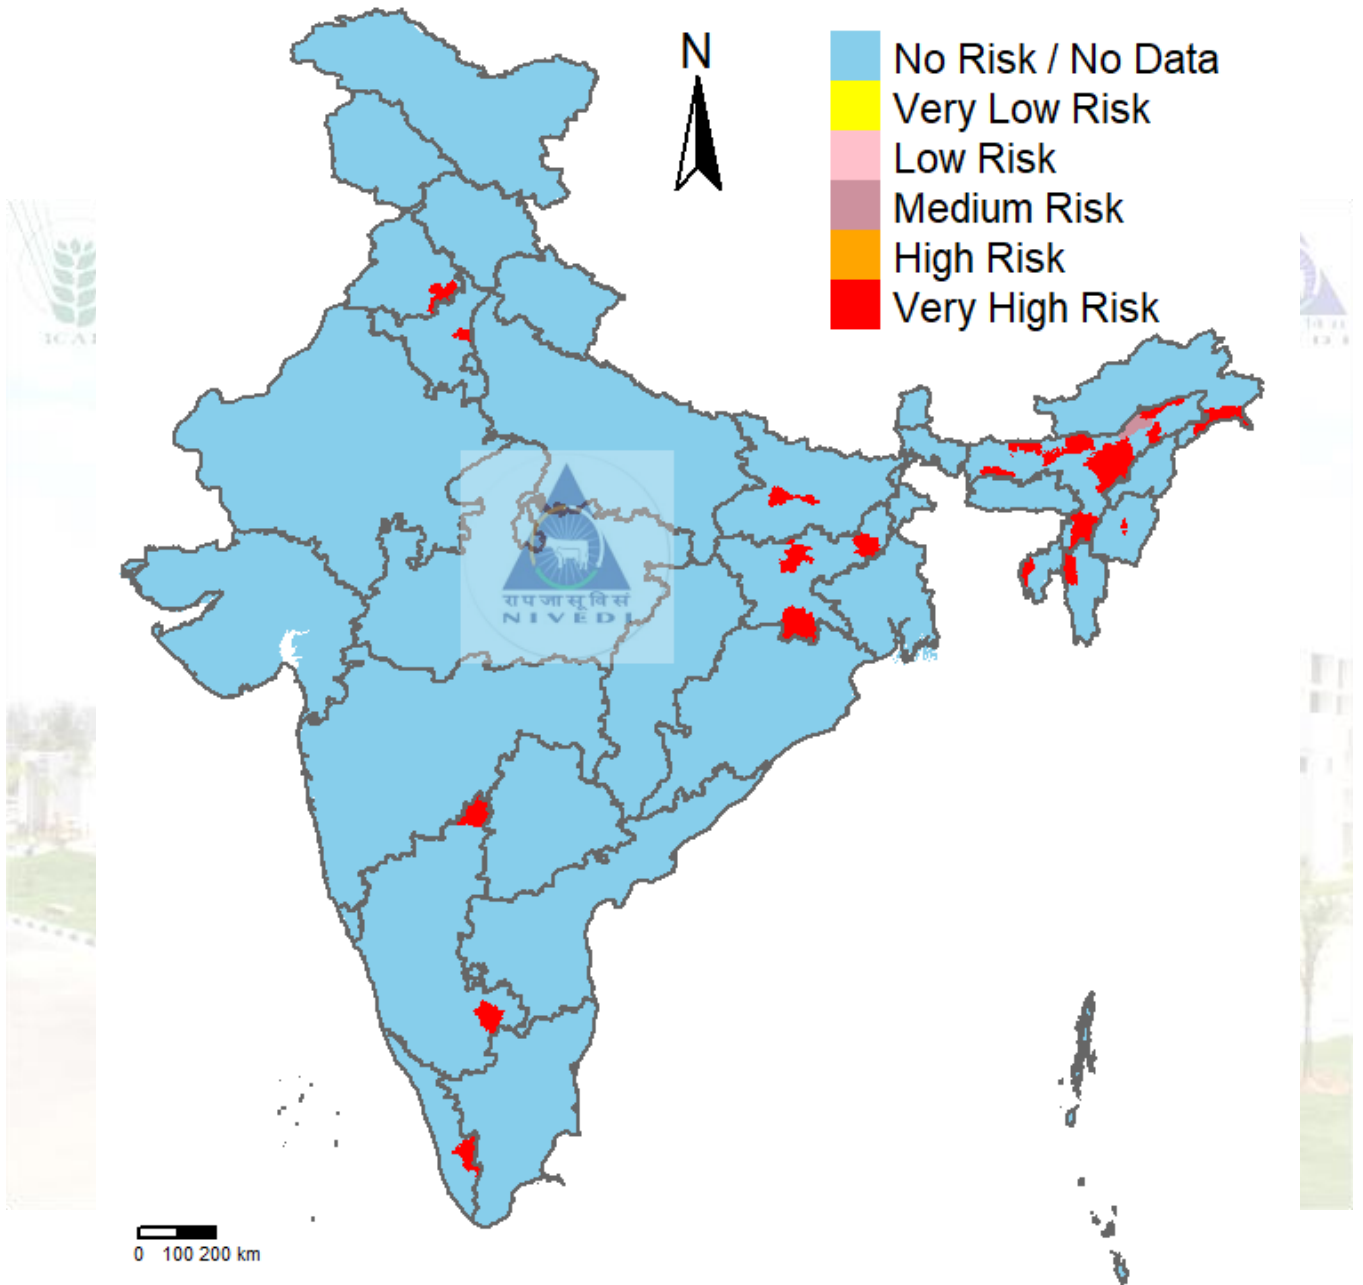 N
No Risk / No Data
Very Low Risk
Low Risk
Medium Risk
High Risk
Very High Risk
ICA
रापजासूविसं
NIVEDI
0 100 200 km